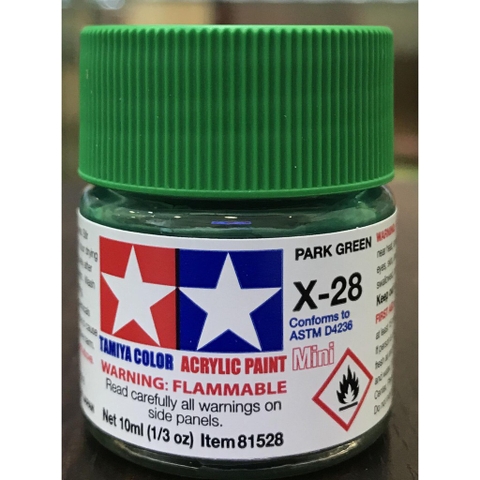 PARK GREEN
X-28
Conforms to
ASTM D4236
TAMIYA COLOR ACRYLIC PAINT Mini
WARNING: FLAMMABLE
Read carefully all warnings on
side panels.
Net 10ml (1/3 oz) Item 81528